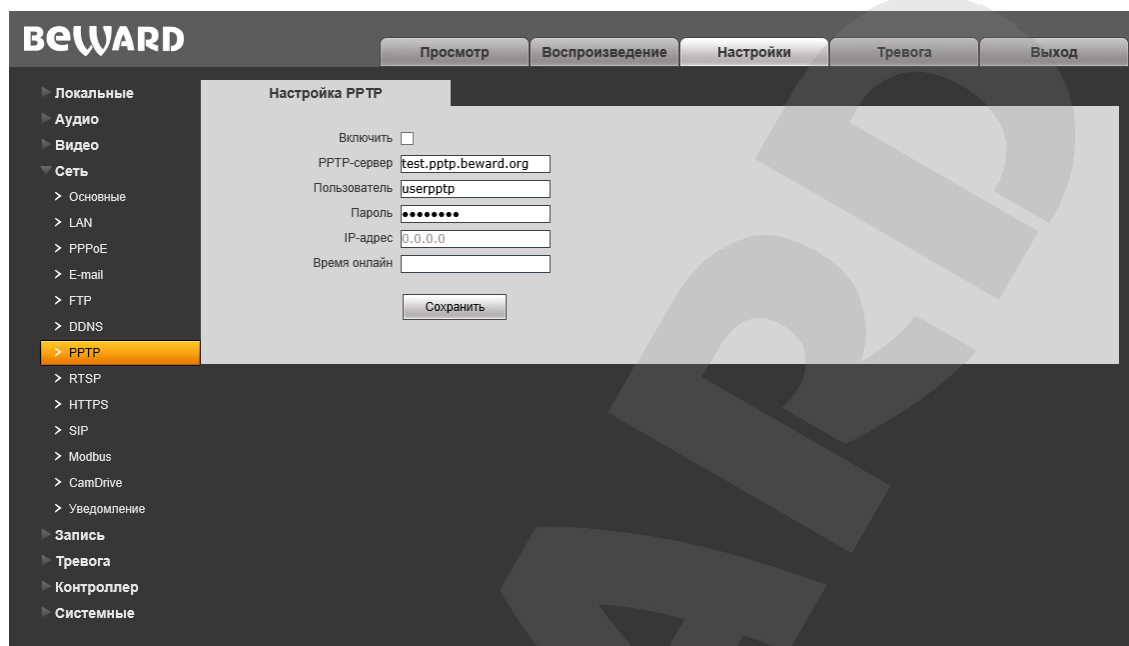 BEWARD
Просмотр Воспроизведение Настройки Тревога Выход
Локальные
Аудио
Видео
Сеть
Основные
LAN
PPPoE
E-mail
FTP
DDNS
PPTP
RTSP
HTTPS
SIP
Modbus
CamDrive
Уведомление
Запись
Тревога
Контроллер
Системные
Настройка PPTP
Включить
PPTP-сервер test.pptp.beward.org
Пользователь userpptp
Пароль ●●●●●●●●
IP-адрес 0.0.0.0
Время онлайн
Сохранить